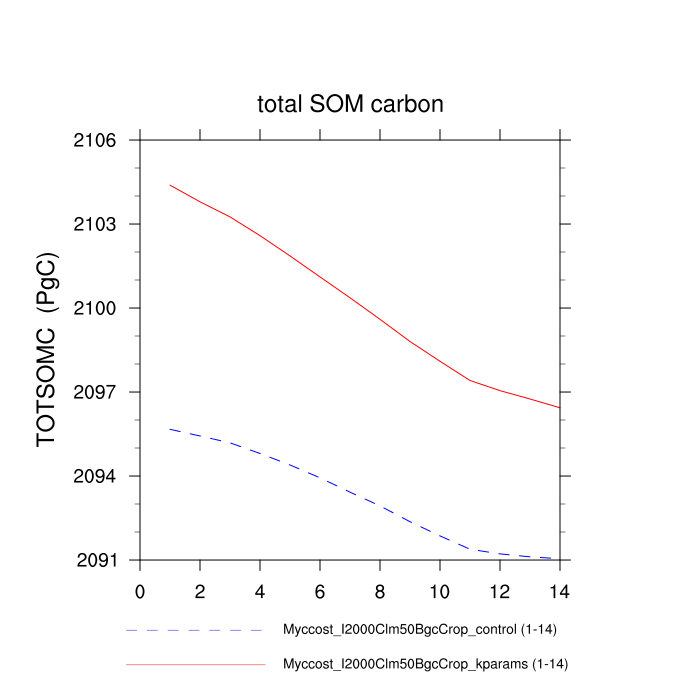 total SOM carbon
2106
2103
2100
2097
2094
2091
TOTSOMC (PgC)
0 2 4 6 8 10 12 14
Myccost_I2000Clm50BgcCrop_control (1-14)
Myccost_I2000Clm50BgcCrop_kparams (1-14)